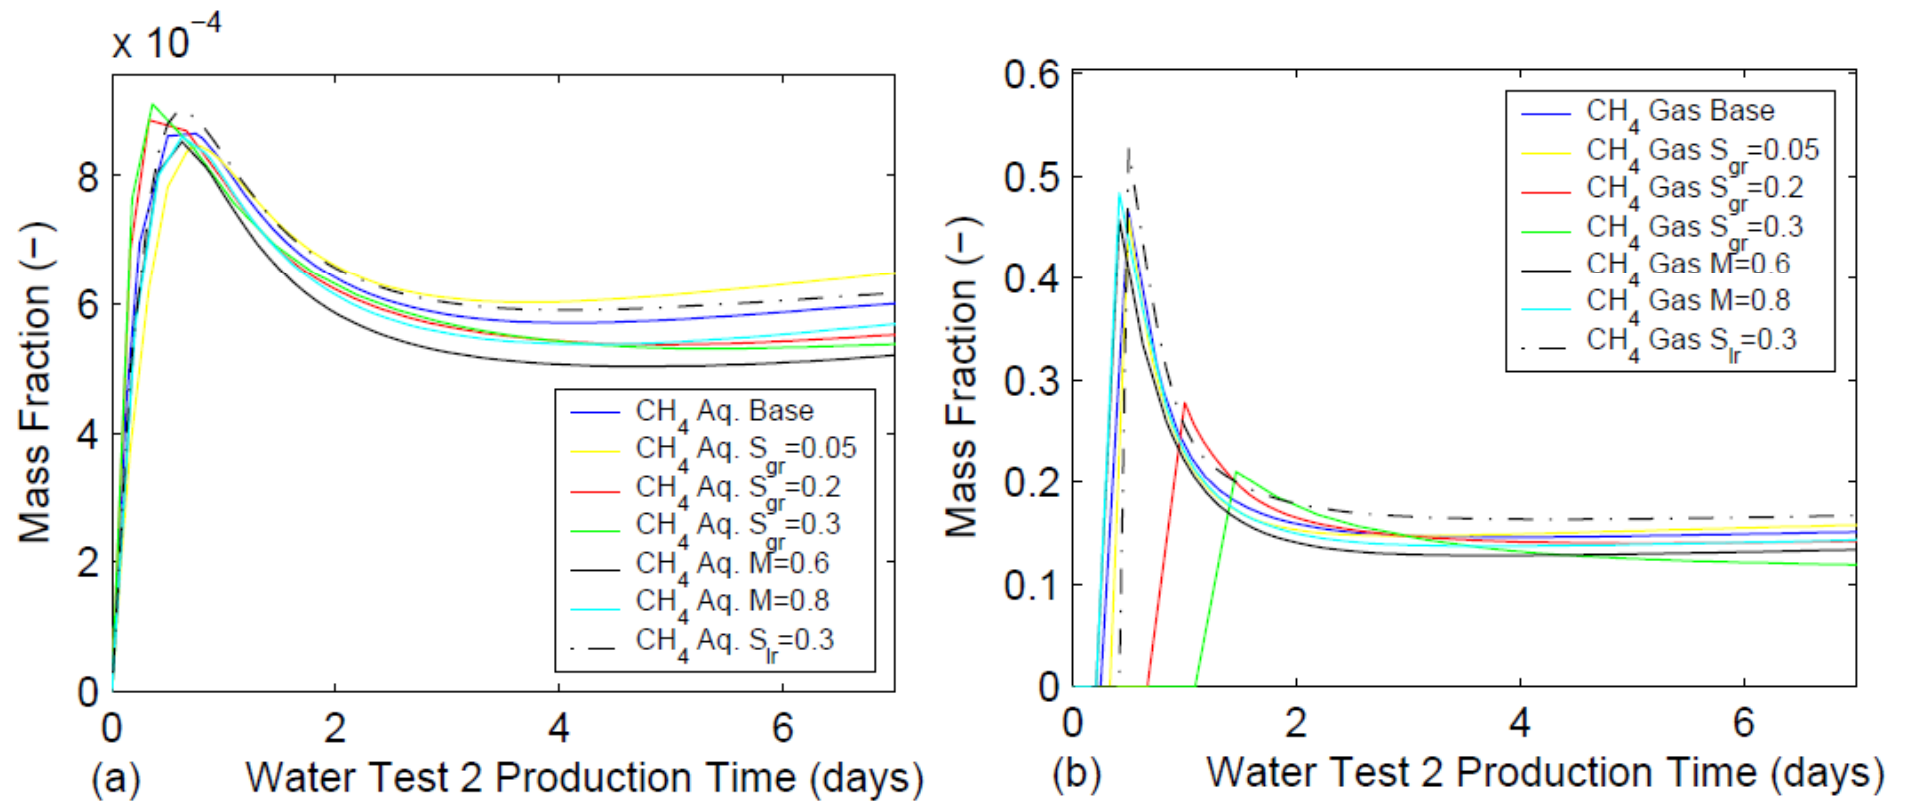 x 10⁻⁴
8
6
4
2
0
0 2 4 6
Mass Fraction (−)
CH₄ Aq. Base
CH₄ Aq. Sgr=0.05
CH₄ Aq. Sgr=0.2
CH₄ Aq. Sgr=0.3
CH₄ Aq. M=0.6
CH₄ Aq. M=0.8
CH₄ Aq. Slr=0.3
(a) Water Test 2 Production Time (days)
0.6
0.5
0.4
0.3
0.2
0.1
0
0 2 4 6
Mass Fraction (−)
CH₄ Gas Base
CH₄ Gas Sgr=0.05
CH₄ Gas Sgr=0.2
CH₄ Gas Sgr=0.3
CH₄ Gas M=0.6
CH₄ Gas M=0.8
CH₄ Gas Slr=0.3
(b) Water Test 2 Production Time (days)